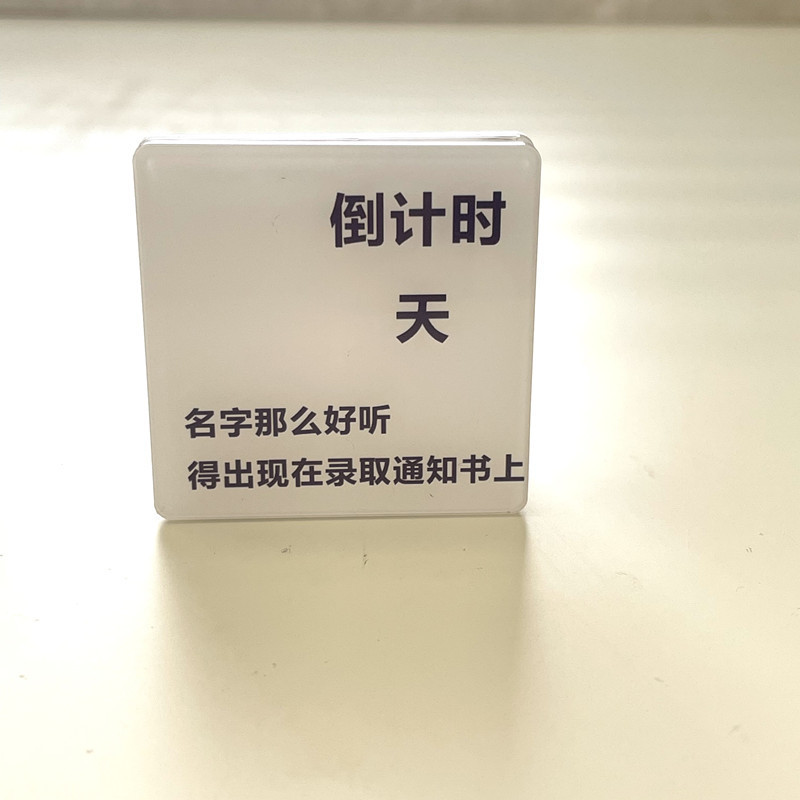 倒计时
天
名字那么好听
得出现在录取通知书上